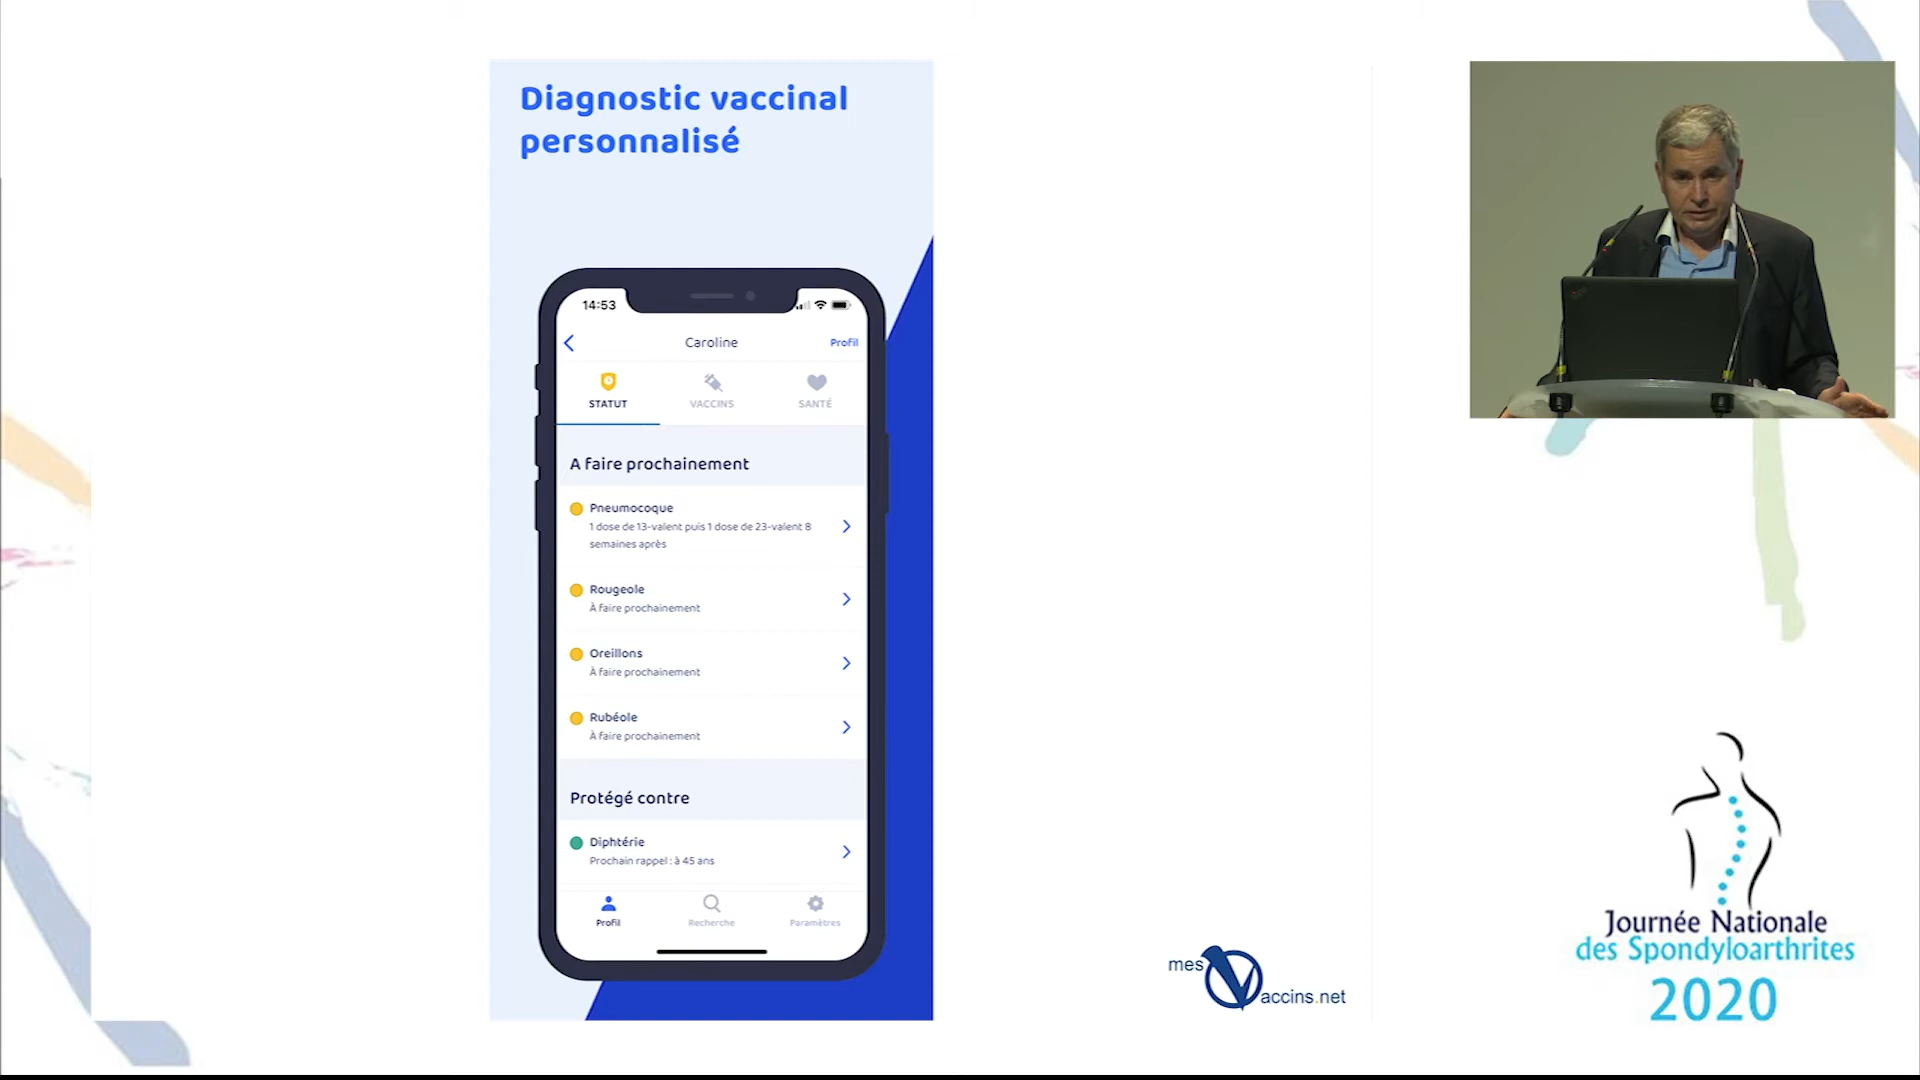 Diagnostic vaccinal
personnalisé
14:53
Caroline
Profil
STATUT
VACCINS
SANTÉ
A faire prochainement
Pneumocoque
1 dose de 13-valent puis 1 dose de 23-valent 8
semaines après
Rougeole
À faire prochainement
Oreillons
À faire prochainement
Rubéole
À faire prochainement
Protégé contre
Diphtérie
Prochain rappel : à 45 ans
Profil
Recherche
Paramètres
mes
Vaccins.net
Journée Nationale
des Spondyloarthrites
2020